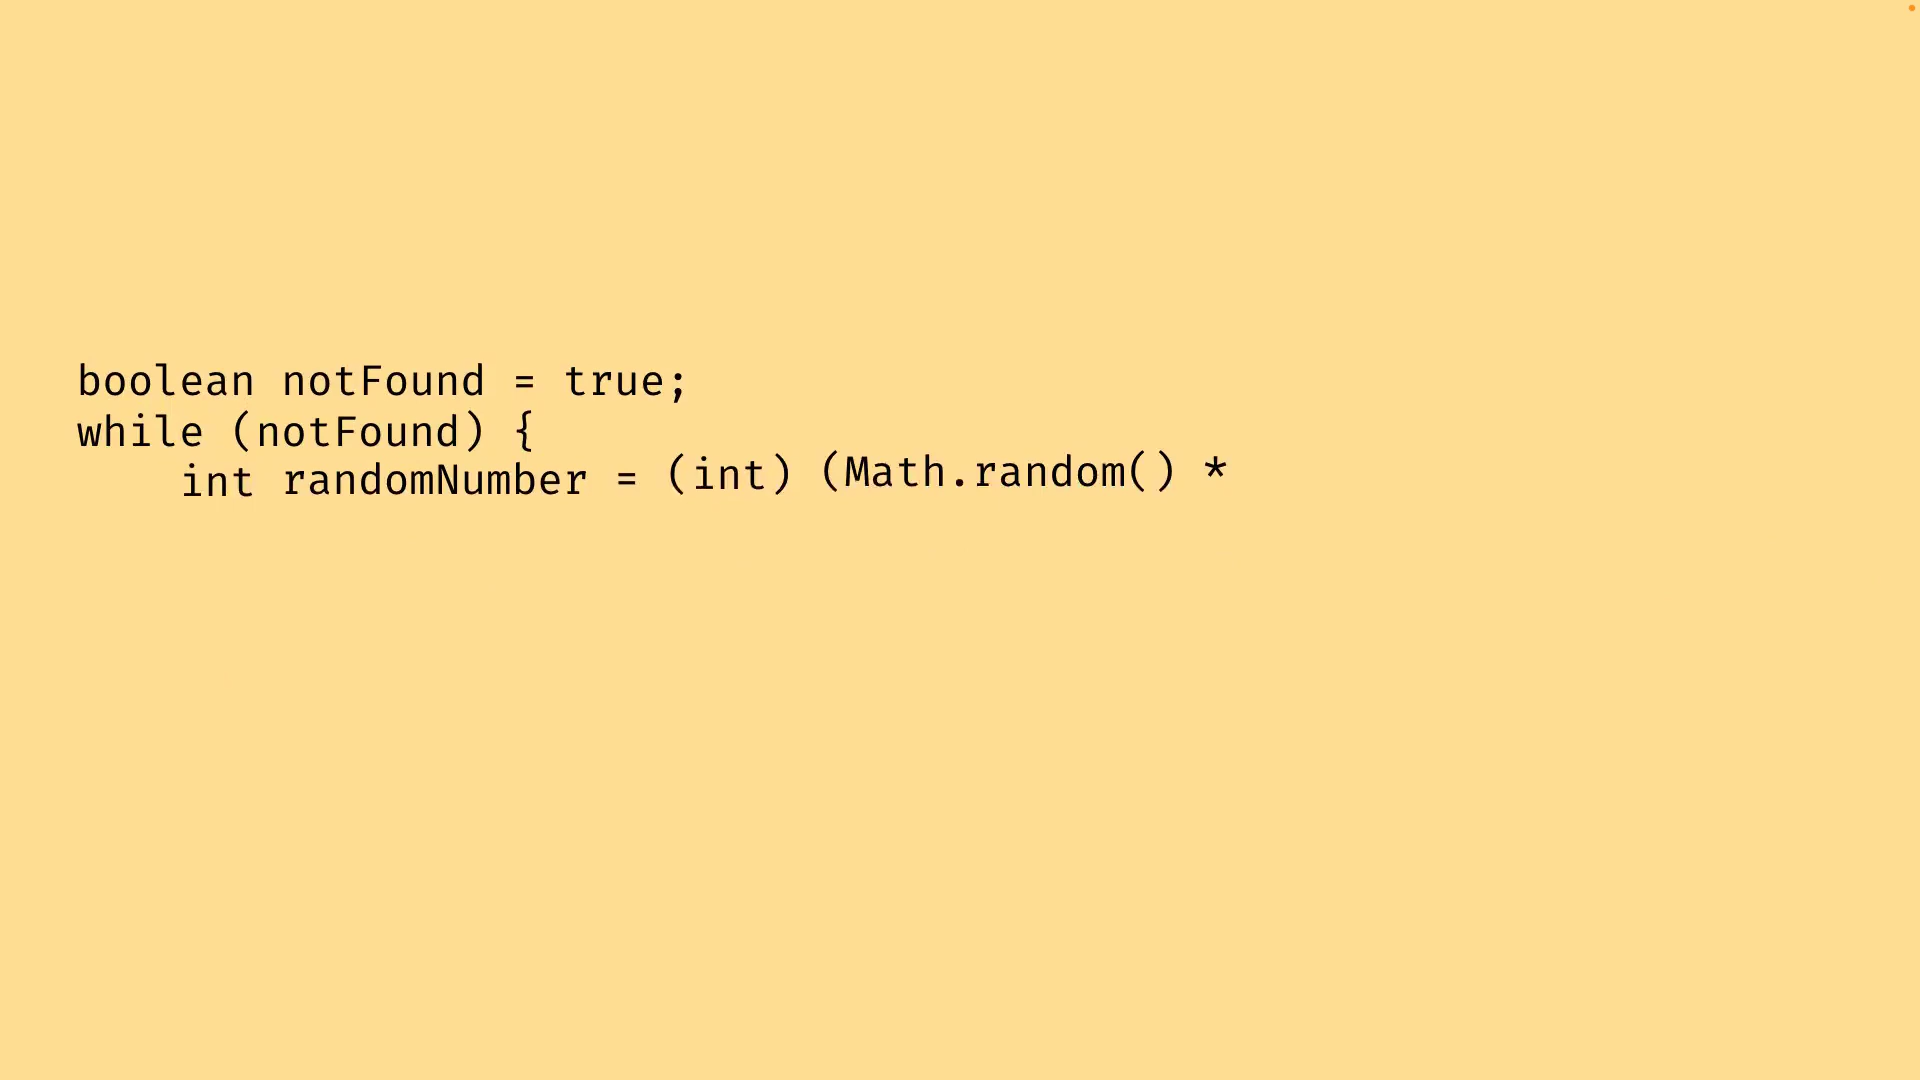 boolean notFound = true;
while (notFound) {
    int randomNumber = (int) (Math.random() *